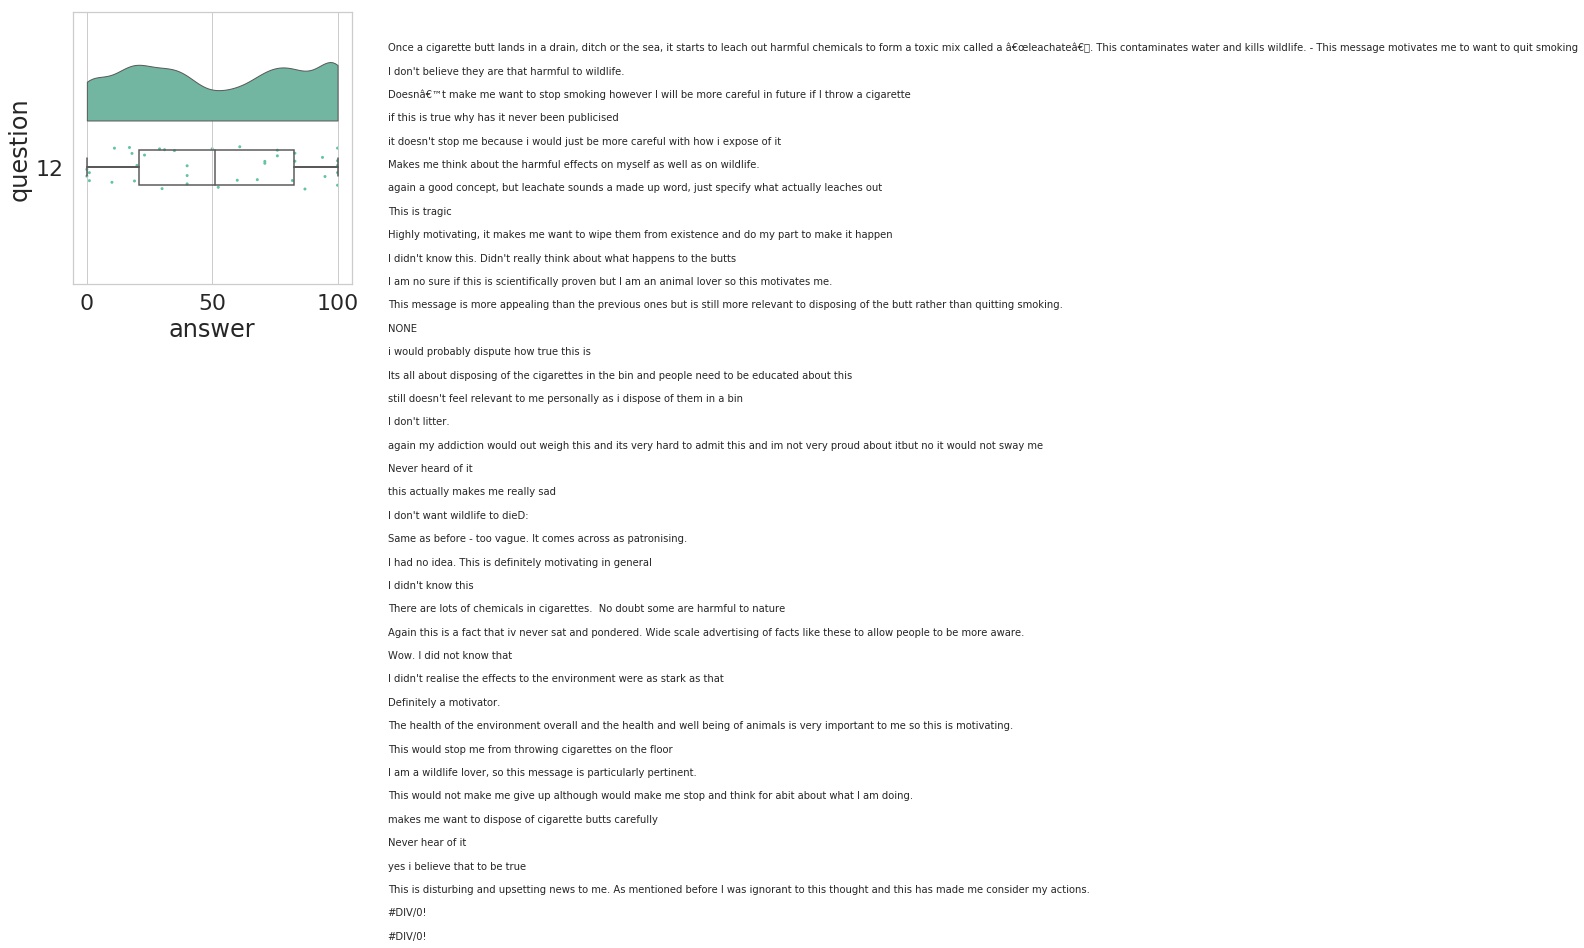 question
12
0 50 100
answer
Once a cigarette butt lands in a drain, ditch or the sea, it starts to leach out harmful chemicals to form a toxic mix called a â€œleachateâ€. This contaminates water and kills wildlife. - This message motivates me to want to quit smoking
I don't believe they are that harmful to wildlife.
Doesnâ€™t make me want to stop smoking however I will be more careful in future if I throw a cigarette
if this is true why has it never been publicised
it doesn't stop me because i would just be more careful with how i expose of it
Makes me think about the harmful effects on myself as well as on wildlife.
again a good concept, but leachate sounds a made up word, just specify what actually leaches out
This is tragic
Highly motivating, it makes me want to wipe them from existence and do my part to make it happen
I didn't know this. Didn't really think about what happens to the butts
I am no sure if this is scientifically proven but I am an animal lover so this motivates me.
This message is more appealing than the previous ones but is still more relevant to disposing of the butt rather than quitting smoking.
NONE
i would probably dispute how true this is
Its all about disposing of the cigarettes in the bin and people need to be educated about this
still doesn't feel relevant to me personally as i dispose of them in a bin
I don't litter.
again my addiction would out weigh this and its very hard to admit this and im not very proud about itbut no it would not sway me
Never heard of it
this actually makes me really sad
I don't want wildlife to dieD:
Same as before - too vague. It comes across as patronising.
I had no idea. This is definitely motivating in general
I didn't know this
There are lots of chemicals in cigarettes.  No doubt some are harmful to nature
Again this is a fact that iv never sat and pondered. Wide scale advertising of facts like these to allow people to be more aware.
Wow. I did not know that
I didn't realise the effects to the environment were as stark as that
Definitely a motivator.
The health of the environment overall and the health and well being of animals is very important to me so this is motivating.
This would stop me from throwing cigarettes on the floor
I am a wildlife lover, so this message is particularly pertinent.
This would not make me give up although would make me stop and think for abit about what I am doing.
makes me want to dispose of cigarette butts carefully
Never hear of it
yes i believe that to be true
This is disturbing and upsetting news to me. As mentioned before I was ignorant to this thought and this has made me consider my actions.
#DIV/0!
#DIV/0!